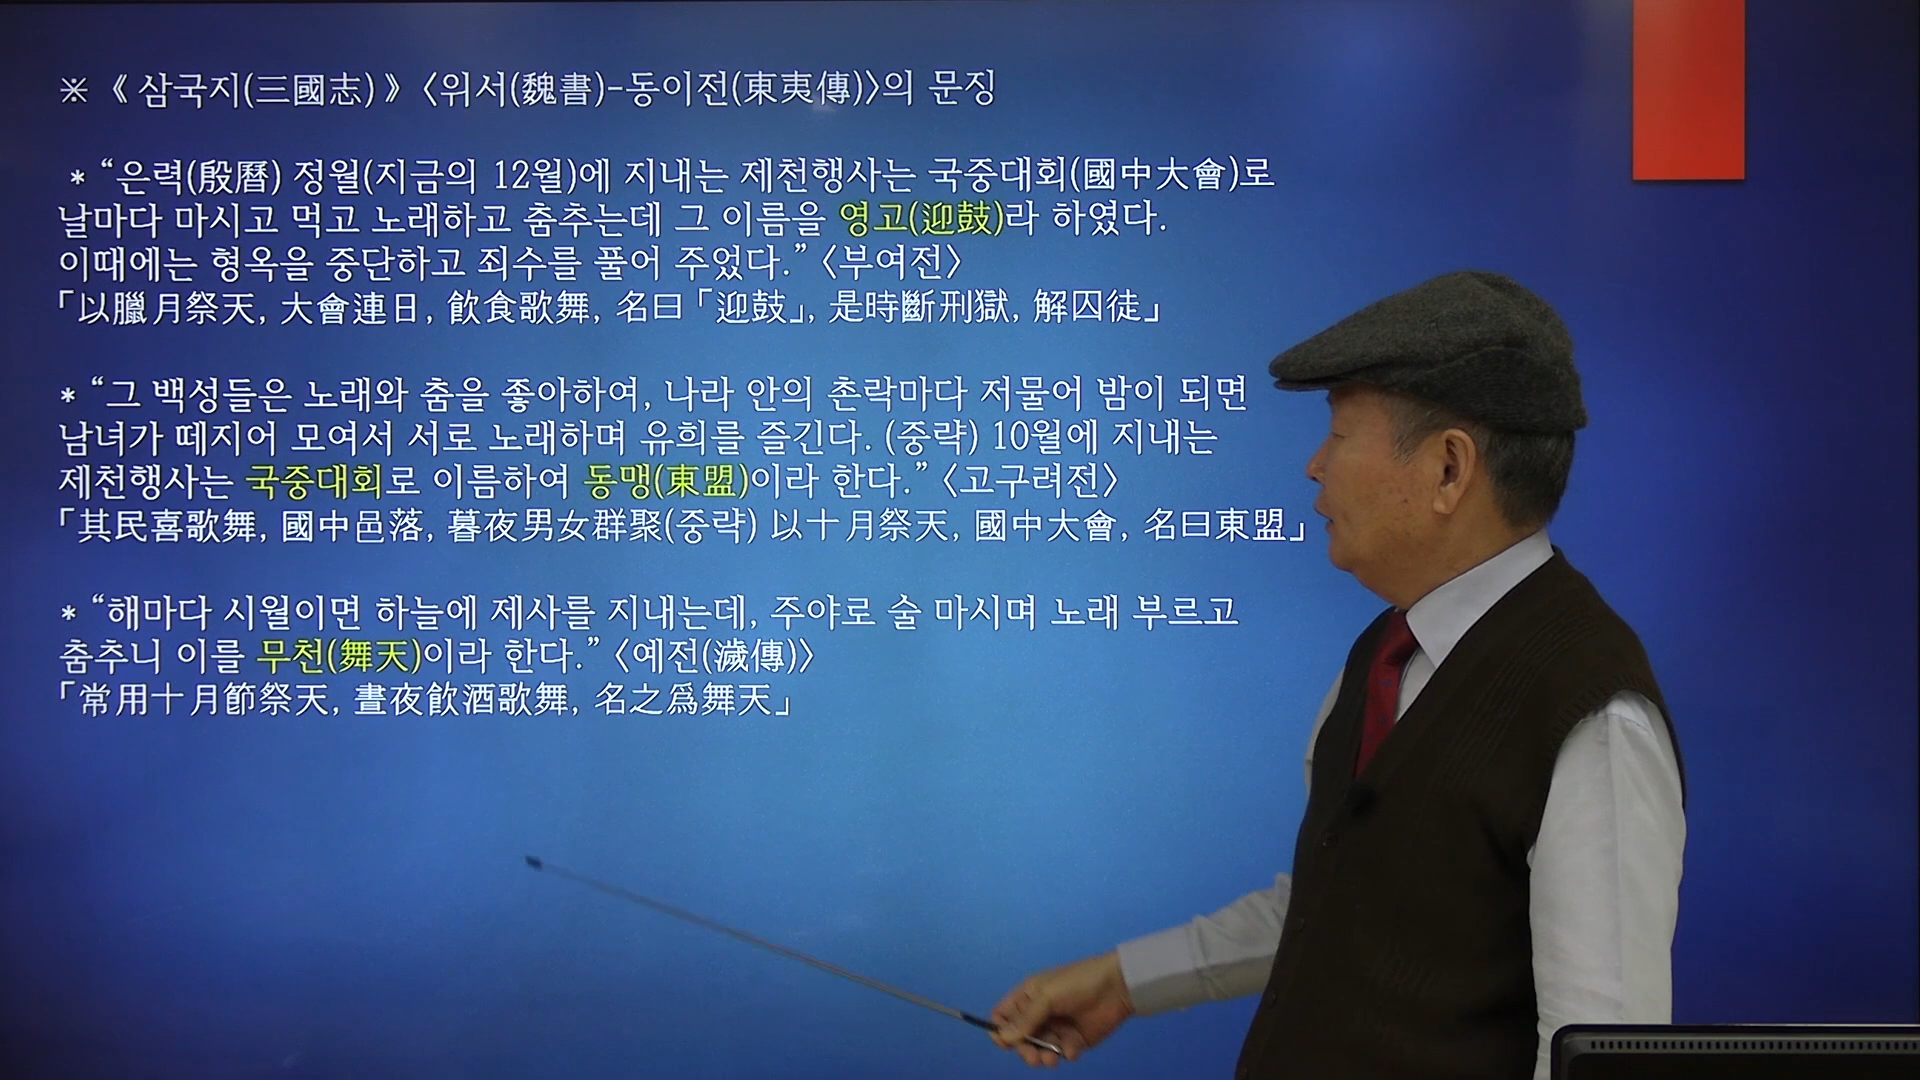 ※ 《 삼국지(三國志) 》 〈위서(魏書)-동이전(東夷傳)〉의 문징
* “은력(殷曆) 정월(지금의 12월)에 지내는 제천행사는 국중대회(國中大會)로
날마다 마시고 먹고 노래하고 춤추는데 그 이름을 영고(迎鼓)라 하였다.
이때에는 형옥을 중단하고 죄수를 풀어 주었다.” 〈부여전〉
「以臘月祭天, 大會連日, 飮食歌舞, 名曰「迎鼓」, 是時斷刑獄, 解囚徒」
* “그 백성들은 노래와 춤을 좋아하여, 나라 안의 촌락마다 저물어 밤이 되면
남녀가 떼지어 모여서 서로 노래하며 유희를 즐긴다. (중략) 10월에 지내는
제천행사는 국중대회로 이름하여 동맹(東盟)이라 한다.” 〈고구려전〉
「其民喜歌舞, 國中邑落, 暮夜男女群聚(중략) 以十月祭天, 國中大會, 名曰東盟」
* “해마다 시월이면 하늘에 제사를 지내는데, 주야로 술 마시며 노래 부르고
춤추니 이를 무천(舞天)이라 한다.” 〈예전(濊傳)〉
「常用十月節祭天, 晝夜飮酒歌舞, 名之爲舞天」